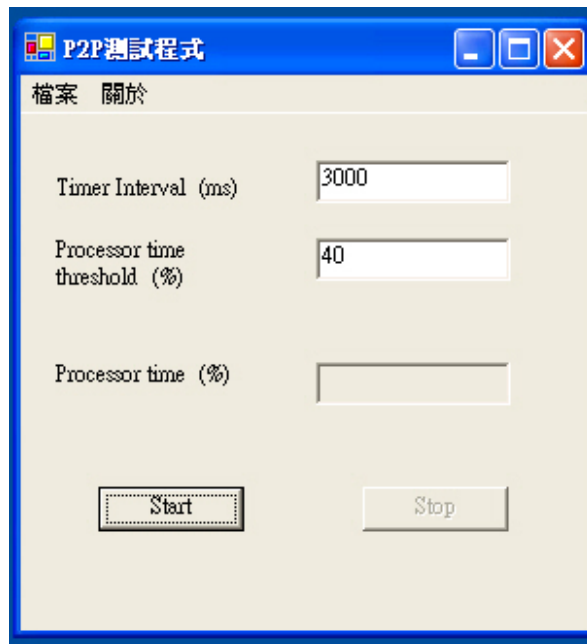 P2P測試程式
檔案 關於
Timer Interval (ms)
3000
Processor time
threshold (%)
40
Processor time (%)
Start
Stop